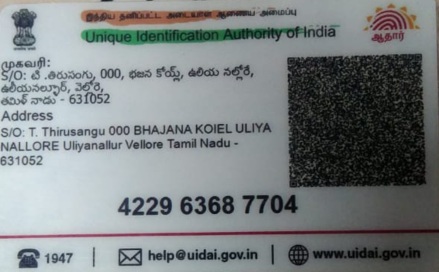 இந்திய தனிப்பட்ட அடையாள ஆணைய அமைப்பு
Unique Identification Authority of India
ஆதார்
முகவரி:
S/O: టి .తిరుసంగు, 000, భజన కోయ్ల్, ఉలియ నల్లోరే,
వెల్లోరే,
తమిళ్ నాడు - 631052
Address
S/O: T. Thirusangu 000 BHAJANA KOIEL ULIYA
NALLORE Uliyanallur Vellore Tamil Nadu -
631052
4229 6368 7704
1947 | help@uidai.gov.in | www.uidai.gov.in